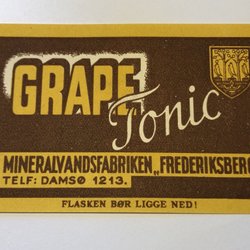 GRAPE
Tonic
MINERALVANDSFABRIKEN „FREDERIKSBERG
TELF: DAMSØ 1213.
FLASKEN BØR LIGGE NED!